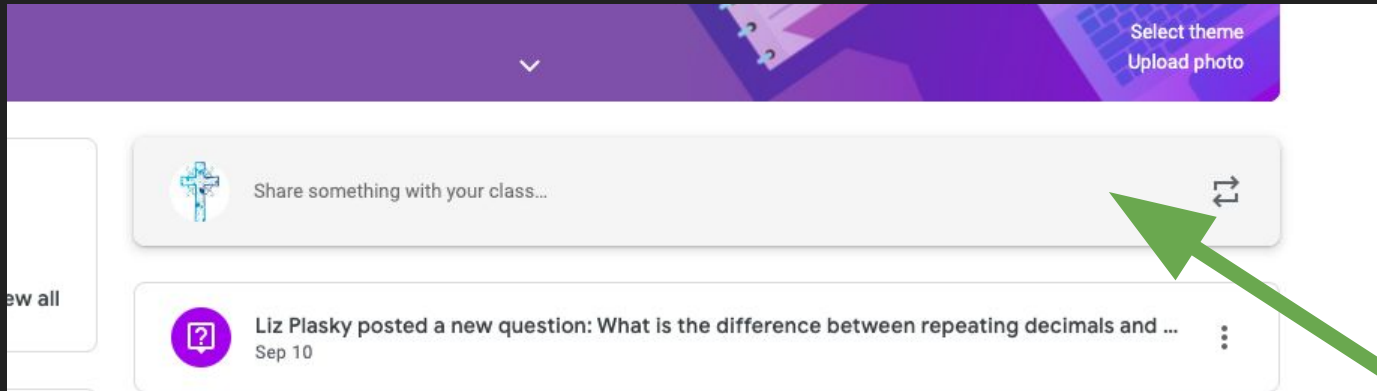 Select theme
Upload photo
Share something with your class...
ew all
Liz Plasky posted a new question: What is the difference between repeating decimals and ...
Sep 10